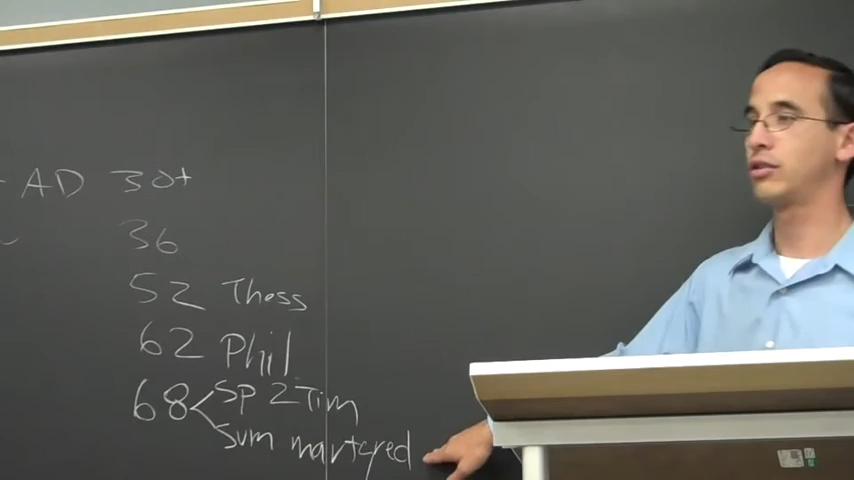 AD 30+
36
52 Thess
62 Phil
68 < Sp 2 Tim
Sum martyred